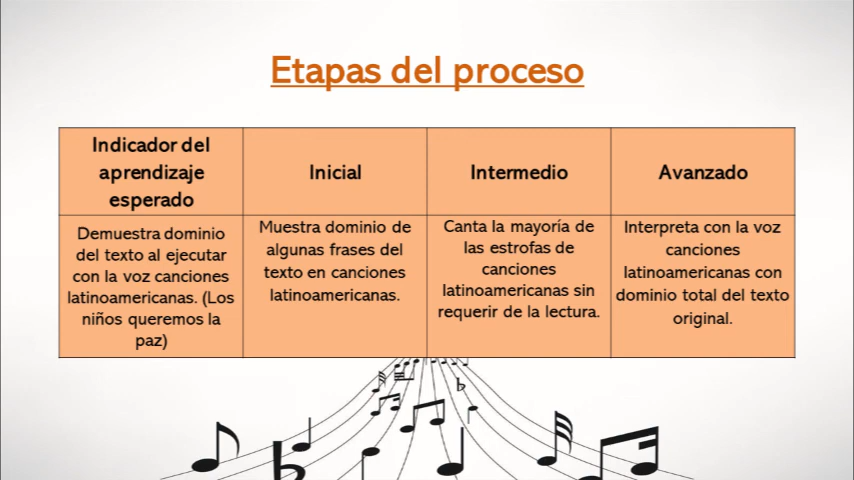 Etapas del proceso
Indicador del
aprendizaje
esperado
Inicial
Intermedio
Avanzado
Demuestra dominio
del texto al ejecutar
con la voz canciones
latinoamericanas. (Los
niños queremos la
paz)
Muestra dominio de
algunas frases del
texto en canciones
latinoamericanas.
Canta la mayoría de
las estrofas de
canciones
latinoamericanas sin
requerir de la lectura.
Interpreta con la voz
canciones
latinoamericanas con
dominio total del texto
original.